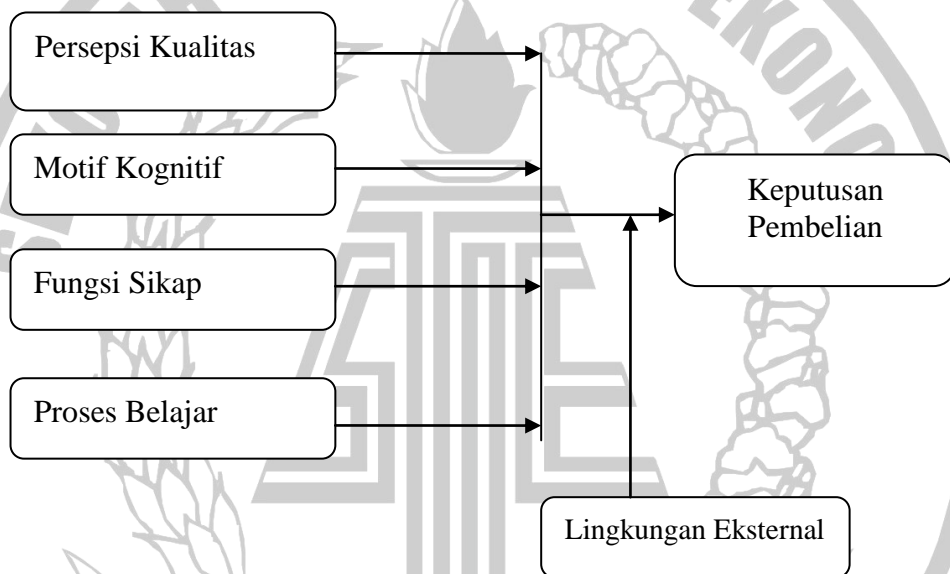 Persepsi Kualitas
Motif Kognitif
Fungsi Sikap
Proses Belajar
Keputusan
Pembelian
Lingkungan Eksternal